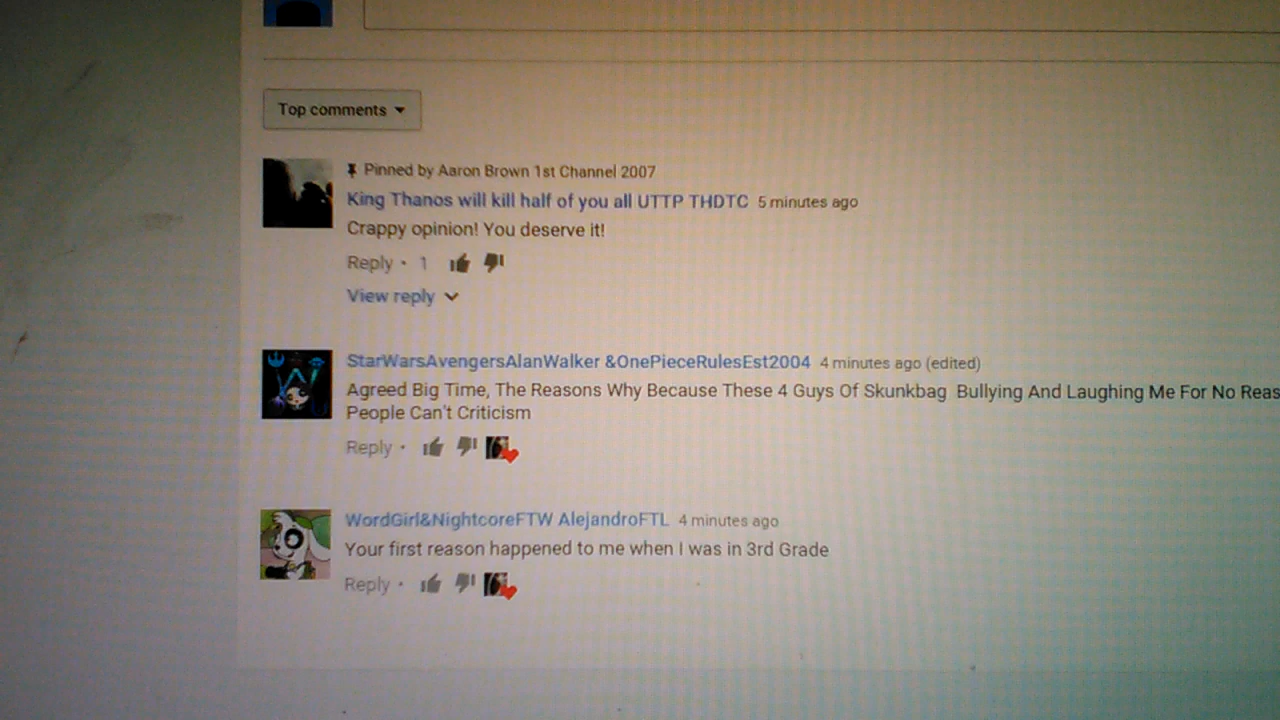 Top comments
Pinned by Aaron Brown 1st Channel 2007
King Thanos will kill half of you all UTTP THDTC 5 minutes ago
Crappy opinion! You deserve it!
Reply • 1
View reply
StarWarsAvengersAlanWalker &OnePieceRulesEst2004 4 minutes ago (edited)
Agreed Big Time, The Reasons Why Because These 4 Guys Of Skunkbag Bullying And Laughing Me For No Reas
People Can't Criticism
Reply •
WordGirl&NightcoreFTW AlejandroFTL 4 minutes ago
Your first reason happened to me when I was in 3rd Grade
Reply •